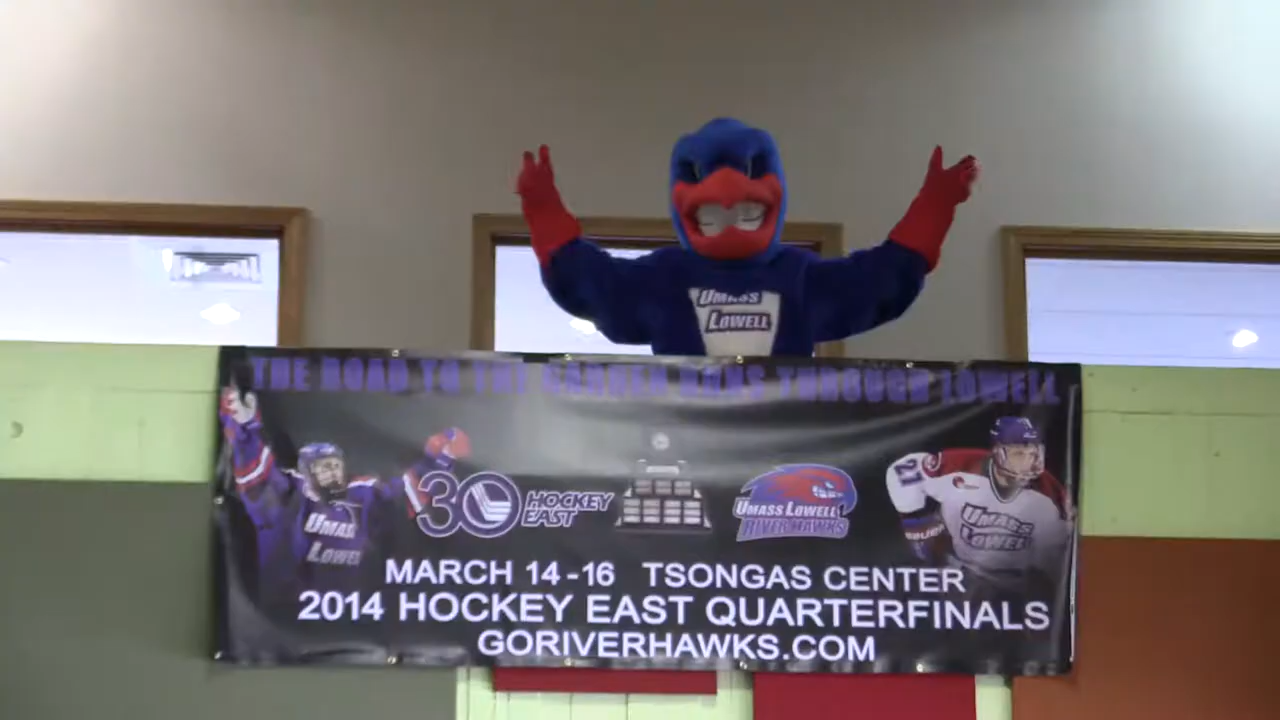 UMASS
LOWELL
THE ROAD TO THE GARDEN RUNS THROUGH LOWELL
30 HOCKEY EAST
UMASS LOWELL
RIVER HAWKS
27
UMASS
LOWELL
UMASS
LOWELL
MARCH 14-16 TSONGAS CENTER
2014 HOCKEY EAST QUARTERFINALS
GORIVERHAWKS.COM